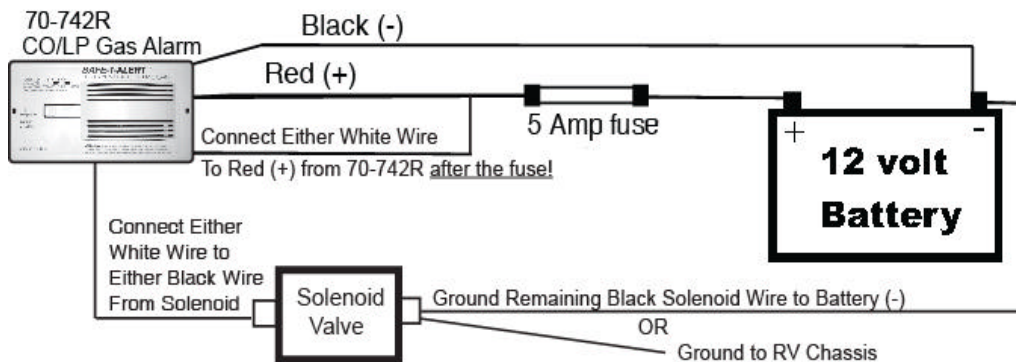 70-742R
CO/LP Gas Alarm
Black (-)
SAFE-T-ALERT
Red (+)
5 Amp fuse
Connect Either White Wire
To Red (+) from 70-742R after the fuse!
+
-
12 volt
Battery
Connect Either
White Wire to
Either Black Wire
From Solenoid
Solenoid
Valve
Ground Remaining Black Solenoid Wire to Battery (-)
OR
Ground to RV Chassis